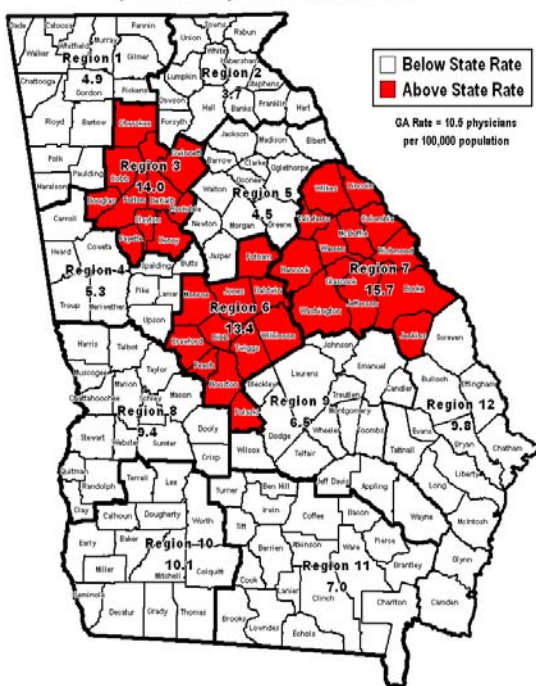 Below State Rate
Above State Rate
GA Rate = 10.5 physicians
per 100,000 population
Dade
Catoosa
Fannin
Murray
Whitfield
Walker
Gilmer
Region 1
4.9
Chattooga
Gordon
Pickens
Floyd
Bartow
Polk
Paulding
Haralson
Towns
Rabun
Union
White
Habersham
Lumpkin
Region 2
Stephens
3.7
Dawson
Hall
Banks
Franklin
Hart
Forsyth
Cherokee
Gwinnett
Region 3
Cobb
14.0
Douglas
Fulton
DeKalb
Rockdale
Clayton
Fayette
Henry
Jackson
Madison
Elbert
Barrow
Clarke
Oglethorpe
Oconee
Walton
Region 5
4.5
Newton
Morgan
Greene
Jasper
Carroll
Heard
Coweta
Spalding
Butts
Region 4
5.3
Pike
Lamar
Troup
Meriwether
Upson
Wilkes
Lincoln
Taliaferro
Columbia
McDuffie
Warren
Richmond
Hancock
Region 7
Glascock
15.7
Burke
Jefferson
Washington
Jenkins
Putnam
Monroe
Jones
Baldwin
Region 6
Bibb
13.4
Wilkinson
Crawford
Twiggs
Peach
Houston
Pulaski
Harris
Talbot
Taylor
Muscogee
Marion
Chattahoochee
Schley
Macon
Region 8
9.4
Dooly
Stewart
Webster
Sumter
Crisp
Quitman
Randolph
Clay
Johnson
Screven
Laurens
Emanuel
Bleckley
Bulloch
Effingham
Treutlen
Candler
Region 9
Montgomery
Region 12
6.5
9.8
Dodge
Wheeler
Toombs
Evans
Bryan
Chatham
Wilcox
Telfair
Tattnall
Liberty
Jeff Davis
Appling
Long
Wayne
McIntosh
Glynn
Camden
Terrell
Lee
Calhoun
Dougherty
Worth
Early
Baker
Region 10
10.1
Mitchell
Colquitt
Miller
Seminole
Decatur
Grady
Thomas
Turner
Ben Hill
Irwin
Coffee
Bacon
Tift
Pierce
Berrien
Atkinson
Ware
Brantley
Cook
Region 11
Lanier
7.0
Clinch
Charlton
Brooks
Lowndes
Echols